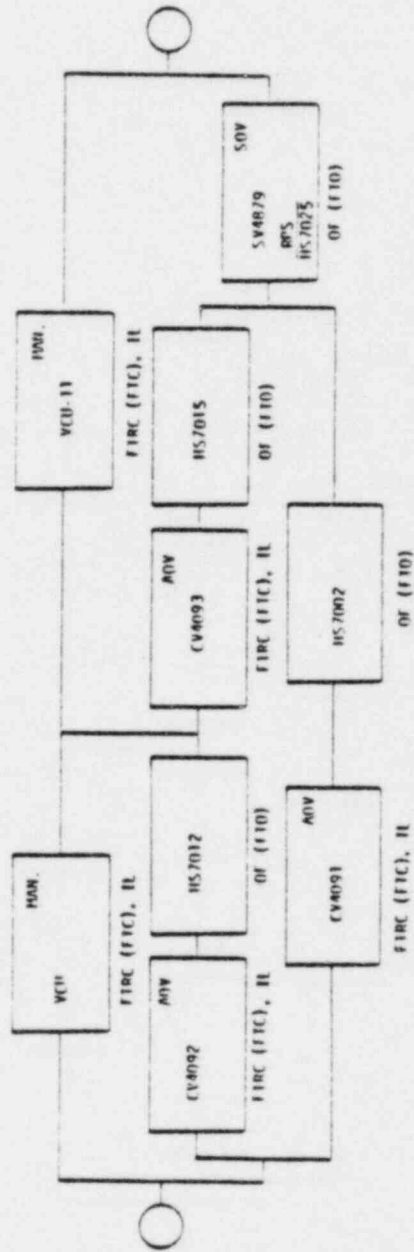 MAN.
VCU-11
FTRC (FTC), IL
SOV
SV4879
RPS
HS7025
OF (FTO)
HS7015
OF (FTO)
AOV
CV4093
FTRC (FTC), IL
HS7002
OF (FTO)
MAN.
FTRC (FTC), IL
HS7012
OF (FTO)
AOV
CV4092
FTRC (FTC), IL
AOV
CV4091
FTRC (FTC), IL